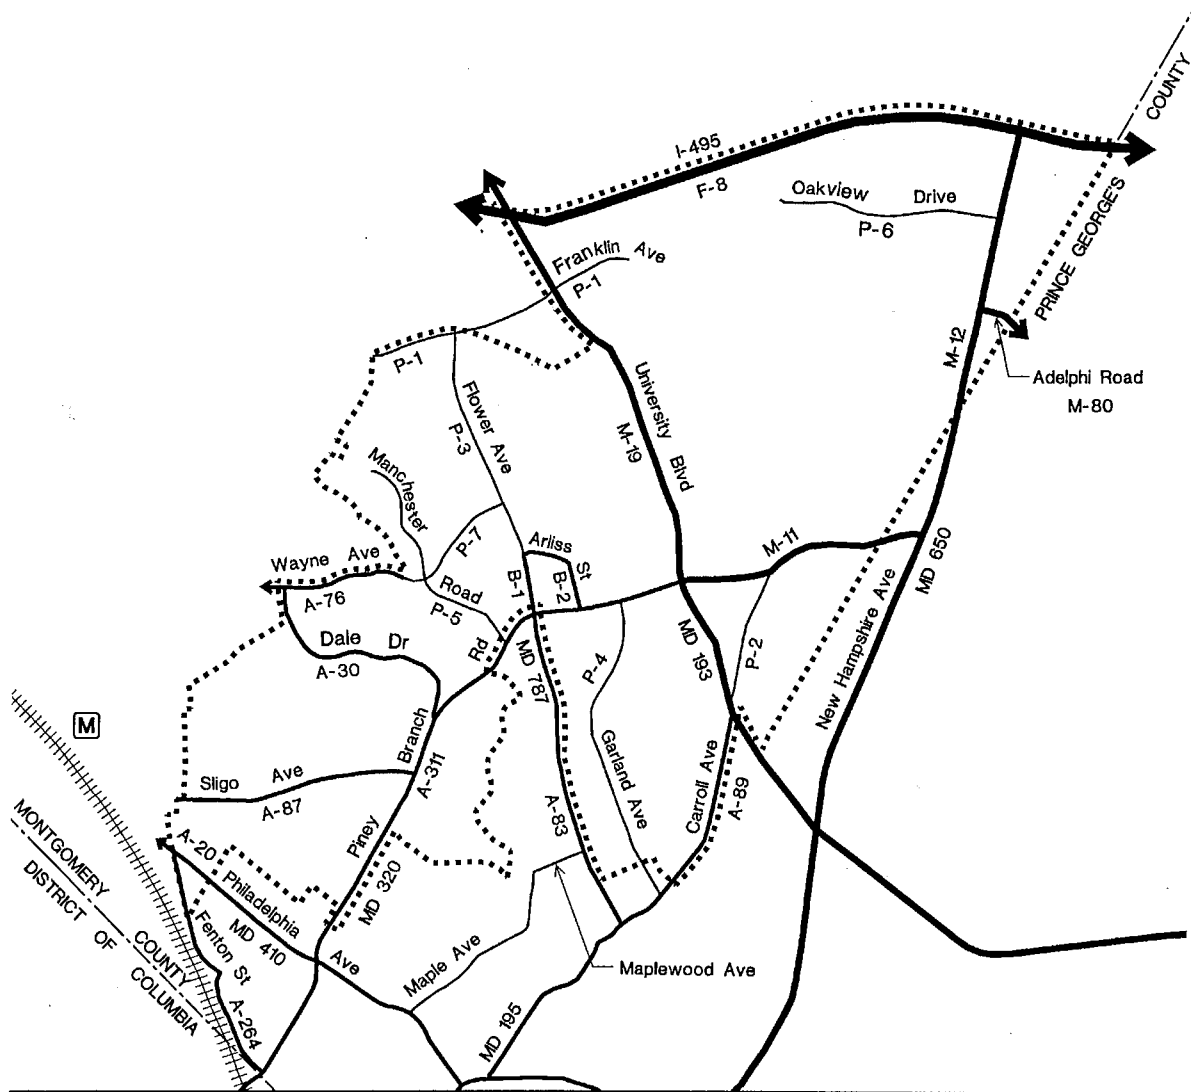 COUNTY
I-495
F-8
Oakview Drive
P-6
PRINCE GEORGE'S
Franklin Ave
P-1
P-1
M-12
Adelphi Road
M-80
University Blvd
M-19
Flower Ave
P-3
Manchester Road
P-7
Arliss St
M-11
MD 650
Wayne Ave
A-76
P-5
B-1
B-2
Dale Dr
A-30
MD 787
P-4
MD 193
P-2
New Hampshire Ave
M
Piney Branch Rd
A-311
Sligo Ave
A-87
Garland Ave
A-83
Carroll Ave
A-89
MONTGOMERY COUNTY
DISTRICT OF COLUMBIA
A-20
Philadelphia Ave
MD 410
MD 320
Fenton St
A-264
Maple Ave
Maplewood Ave
MD 195